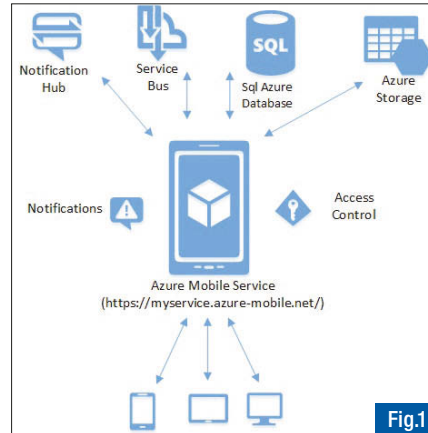 Notification
Hub
Service
Bus
SQL
Sql Azure
Database
Azure
Storage
Notifications
Access
Control
Azure Mobile Service
(https://myservice.azure-mobile.net/)
Fig.1